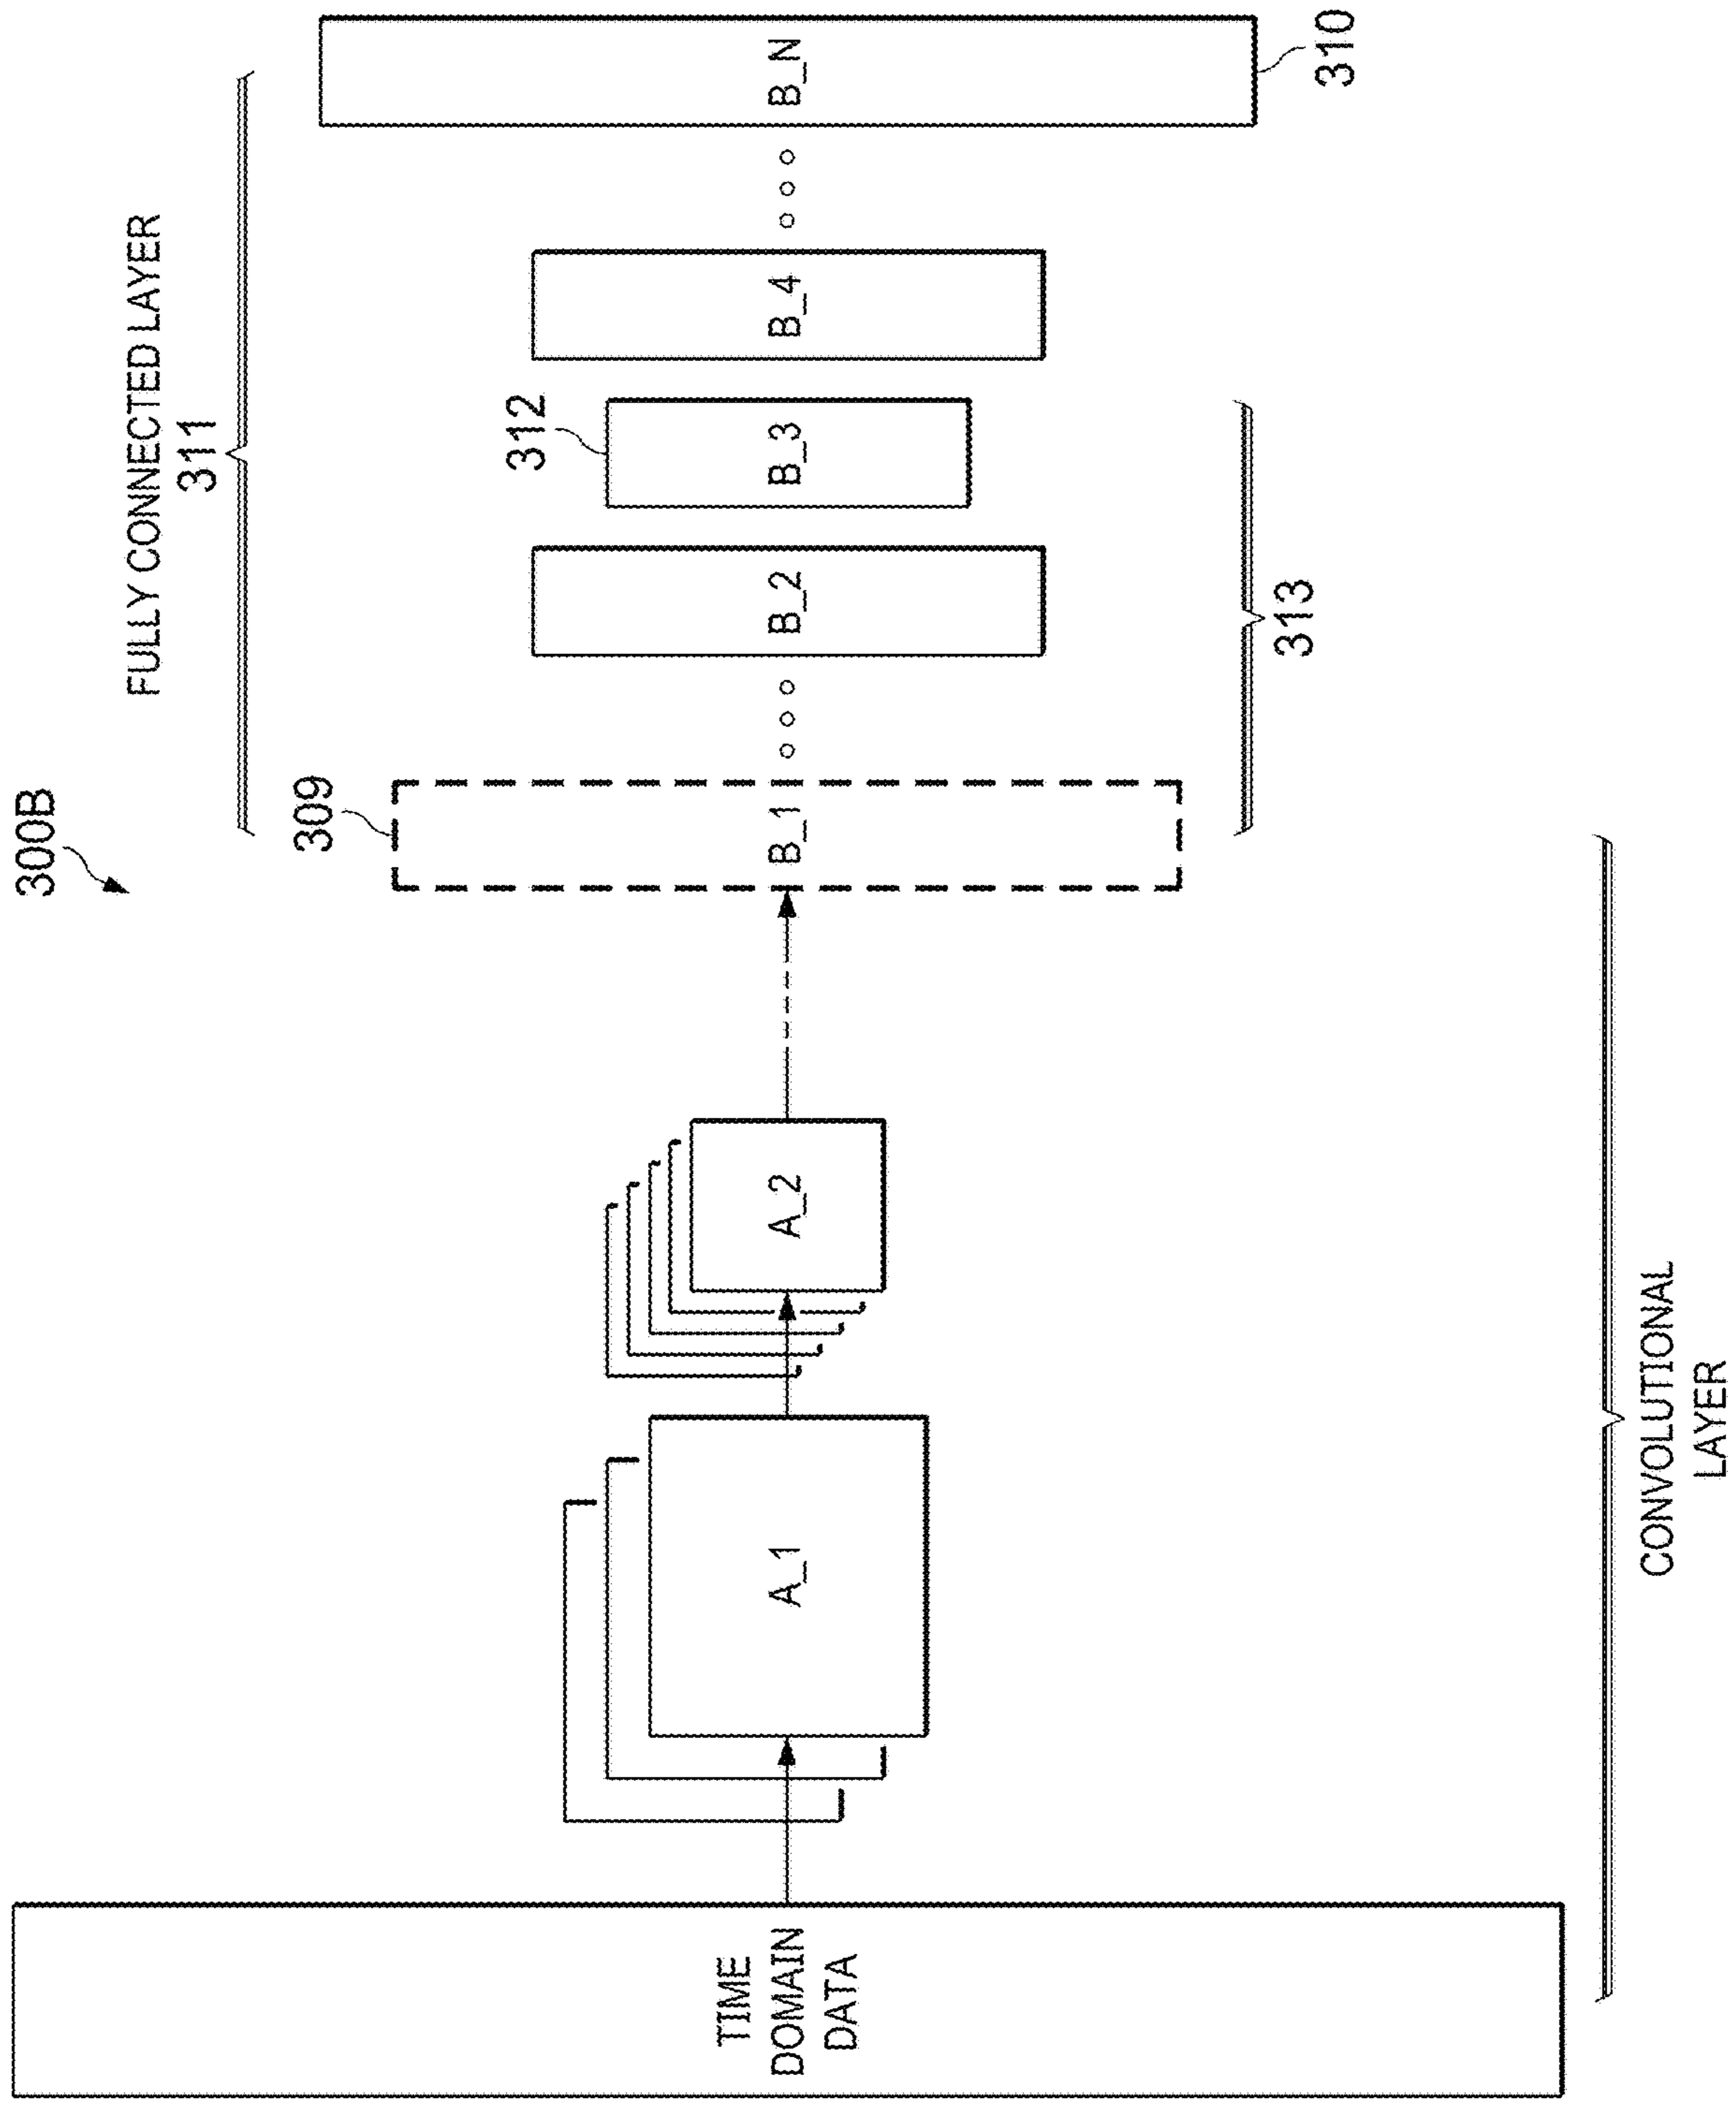 300B
FULLY CONNECTED LAYER
311
309
312
TIME
DOMAIN
DATA
A_1
A_2
B_1
B_2
B_3
B_4
B_N
313
310
CONVOLUTIONAL
LAYER